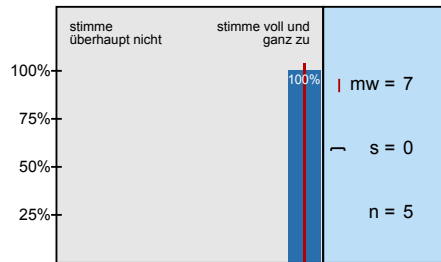 stimme
überhaupt nicht
stimme voll und
ganz zu
100%
75%
50%
25%
100%
mw = 7
s = 0
n = 5